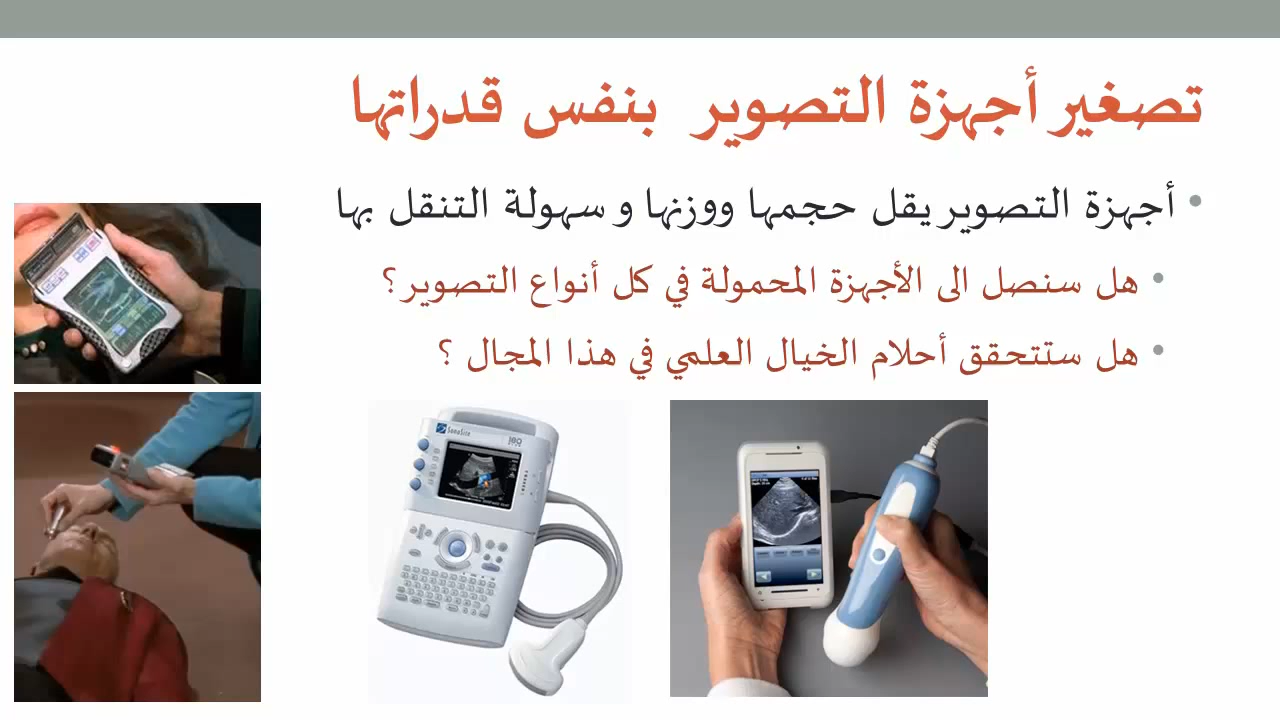 تصغير أجهزة التصوير بنفس قدراتها
• أجهزة التصوير يقل حجمها ووزنها و سهولة التنقل بها
• هل سنصل الى الأجهزة المحمولة في كل أنواع التصوير؟
• هل ستتحقق أحلام الخيال العلمي في هذا المجال ؟
SonoSite
180